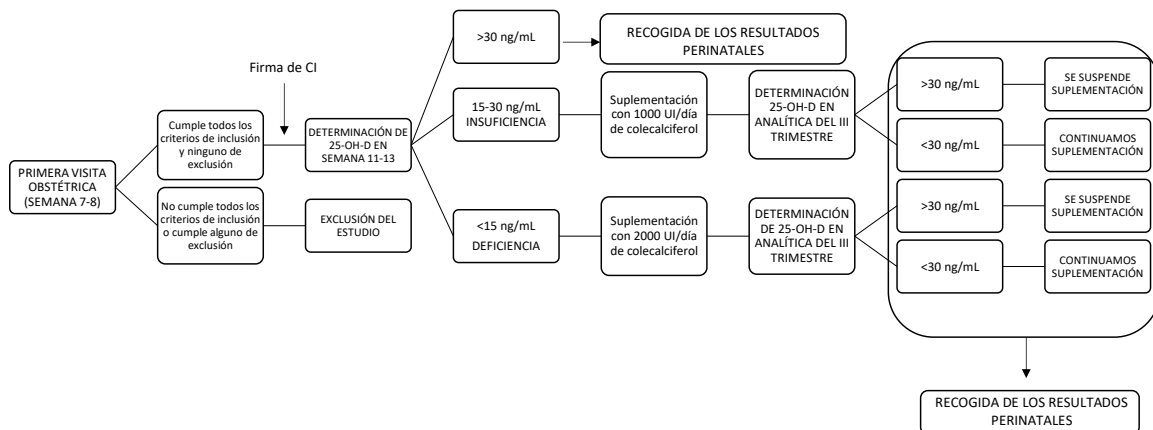 PRIMERA VISITA
OBSTÉTRICA
(SEMANA 7-8)
Cumple todos los
criterios de inclusión
y ninguno de
exclusión
No cumple todos los
criterios de inclusión
o cumple alguno de
exclusión
Firma de CI
DETERMINACIÓN DE
25-OH-D EN
SEMANA 11-13
EXCLUSIÓN DEL
ESTUDIO
>30 ng/mL
RECOGIDA DE LOS RESULTADOS
PERINATALES
15-30 ng/mL
INSUFICIENCIA
Suplementación
con 1000 UI/día
de colecalciferol
DETERMINACIÓN
25-OH-D EN
ANALÍTICA DEL III
TRIMESTRE
>30 ng/mL
SE SUSPENDE
SUPLEMENTACIÓN
<30 ng/mL
CONTINUAMOS
SUPLEMENTACIÓN
<15 ng/mL
DEFICIENCIA
Suplementación
con 2000 UI/día
de colecalciferol
DETERMINACIÓN
DE 25-OH-D EN
ANALÍTICA DEL III
TRIMESTRE
>30 ng/mL
SE SUSPENDE
SUPLEMENTACIÓN
<30 ng/mL
CONTINUAMOS
SUPLEMENTACIÓN
RECOGIDA DE LOS RESULTADOS
PERINATALES